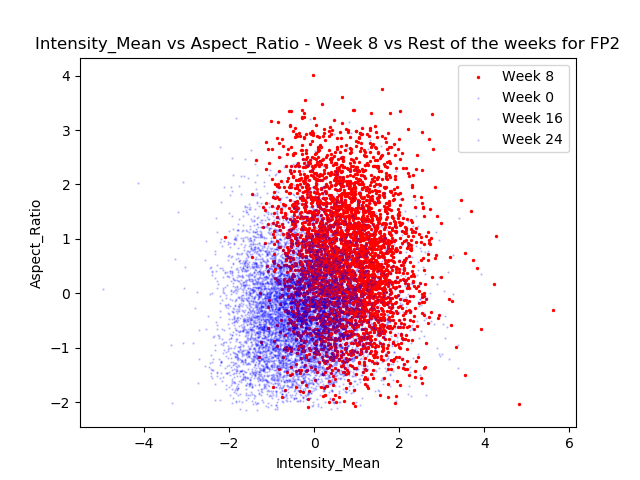 Intensity_Mean vs Aspect_Ratio - Week 8 vs Rest of the weeks for FP2
Week 8
Week 0
Week 16
Week 24
4
3
2
1
0
−1
−2
Aspect_Ratio
−4
−2
0
2
4
6
Intensity_Mean